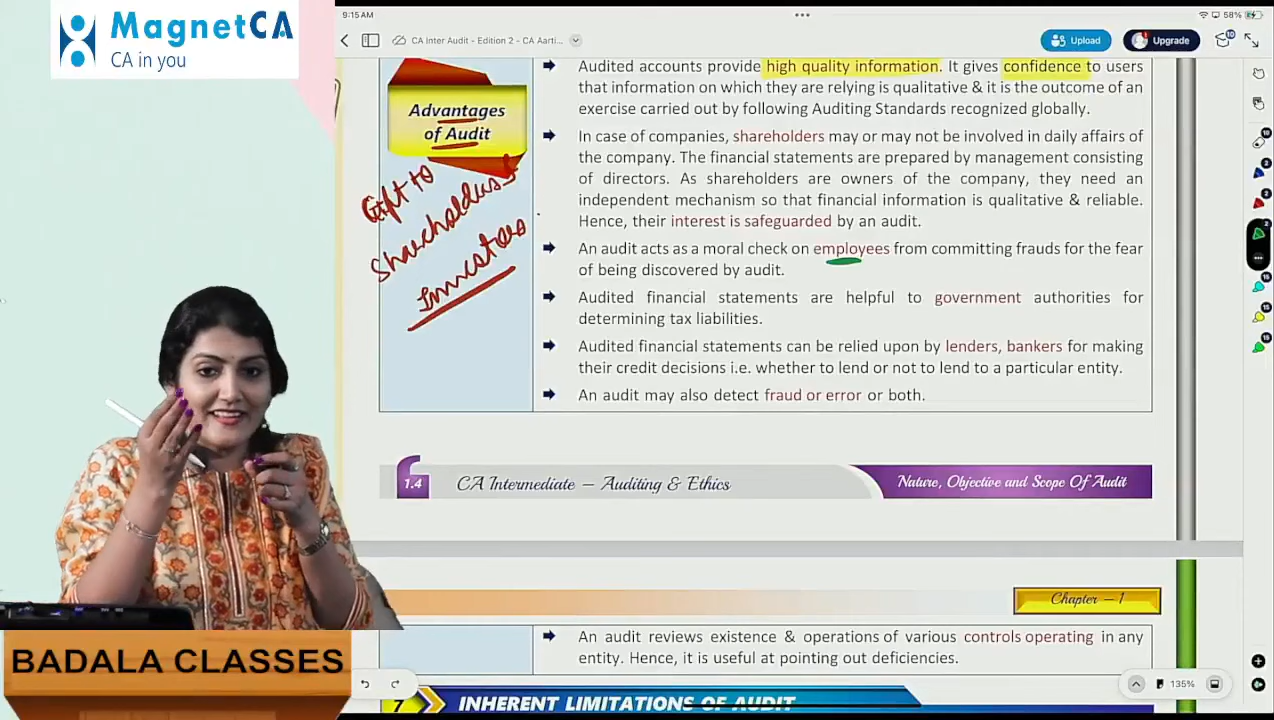 MagnetCA
CA in you
9:15AM
58%
CA Inter Audit - Edition 2 - CA Aarti...
Upload
Upgrade
10
Advantages
of Audit
Gift to
Shareholders &
Investors
Audited accounts provide high quality information. It gives confidence to users
that information on which they are relying is qualitative & it is the outcome of an
exercise carried out by following Auditing Standards recognized globally.
In case of companies, shareholders may or may not be involved in daily affairs of
the company. The financial statements are prepared by management consisting
of directors. As shareholders are owners of the company, they need an
independent mechanism so that financial information is qualitative & reliable.
Hence, their interest is safeguarded by an audit.
An audit acts as a moral check on employees from committing frauds for the fear
of being discovered by audit.
Audited financial statements are helpful to government authorities for
determining tax liabilities.
Audited financial statements can be relied upon by lenders, bankers for making
their credit decisions i.e. whether to lend or not to lend to a particular entity.
An audit may also detect fraud or error or both.
1.4
CA Intermediate – Auditing & Ethics
Nature, Objective and Scope Of Audit
Chapter – 1
An audit reviews existence & operations of various controls operating in any
entity. Hence, it is useful at pointing out deficiencies.
135%
7
INHERENT LIMITATIONS OF AUDIT
BADALA CLASSES